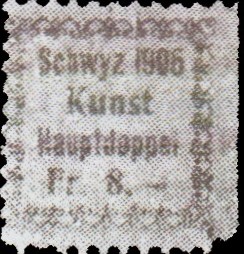 Schwyz 1906
Kunst
Hauptdoppel
Fr. 8.—